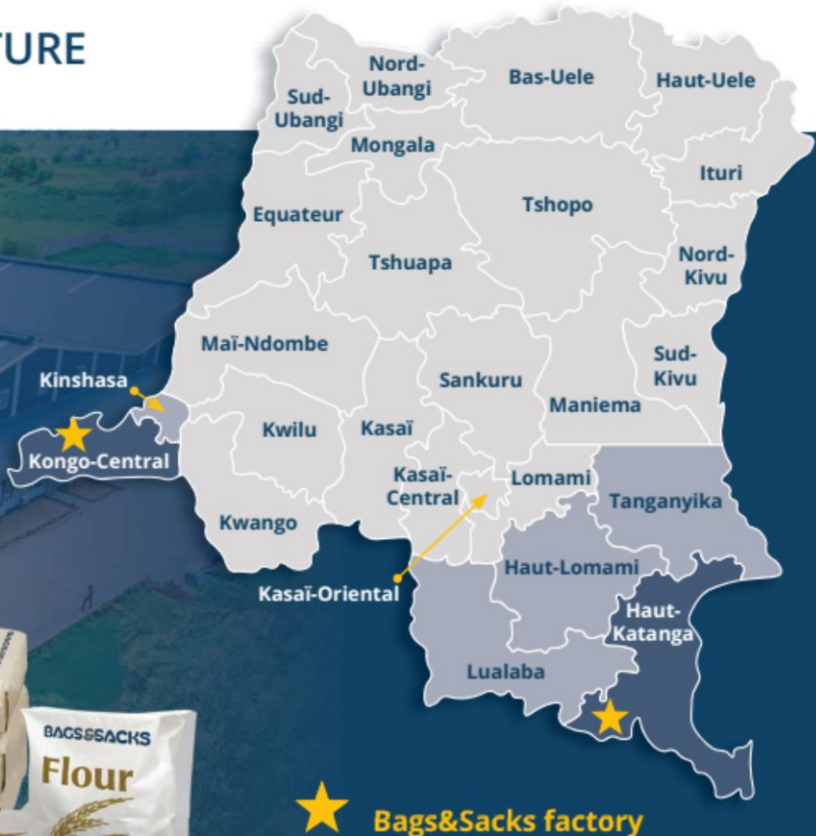 TURE
Nord-
Ubangi
Bas-Uele
Haut-Uele
Sud-
Ubangi
Mongala
Ituri
Equateur
Tshopo
Tshuapa
Nord-
Kivu
Maï-Ndombe
Sud-
Kivu
Kinshasa
Sankuru
Maniema
Kwilu
Kasaï
Kongo-Central
Kasaï-
Central
Lomami
Tanganyika
Kwango
Haut-Lomami
Kasaï-Oriental
Haut-
Katanga
Lualaba
BAGS&SACKS
Flour
Bags&Sacks factory